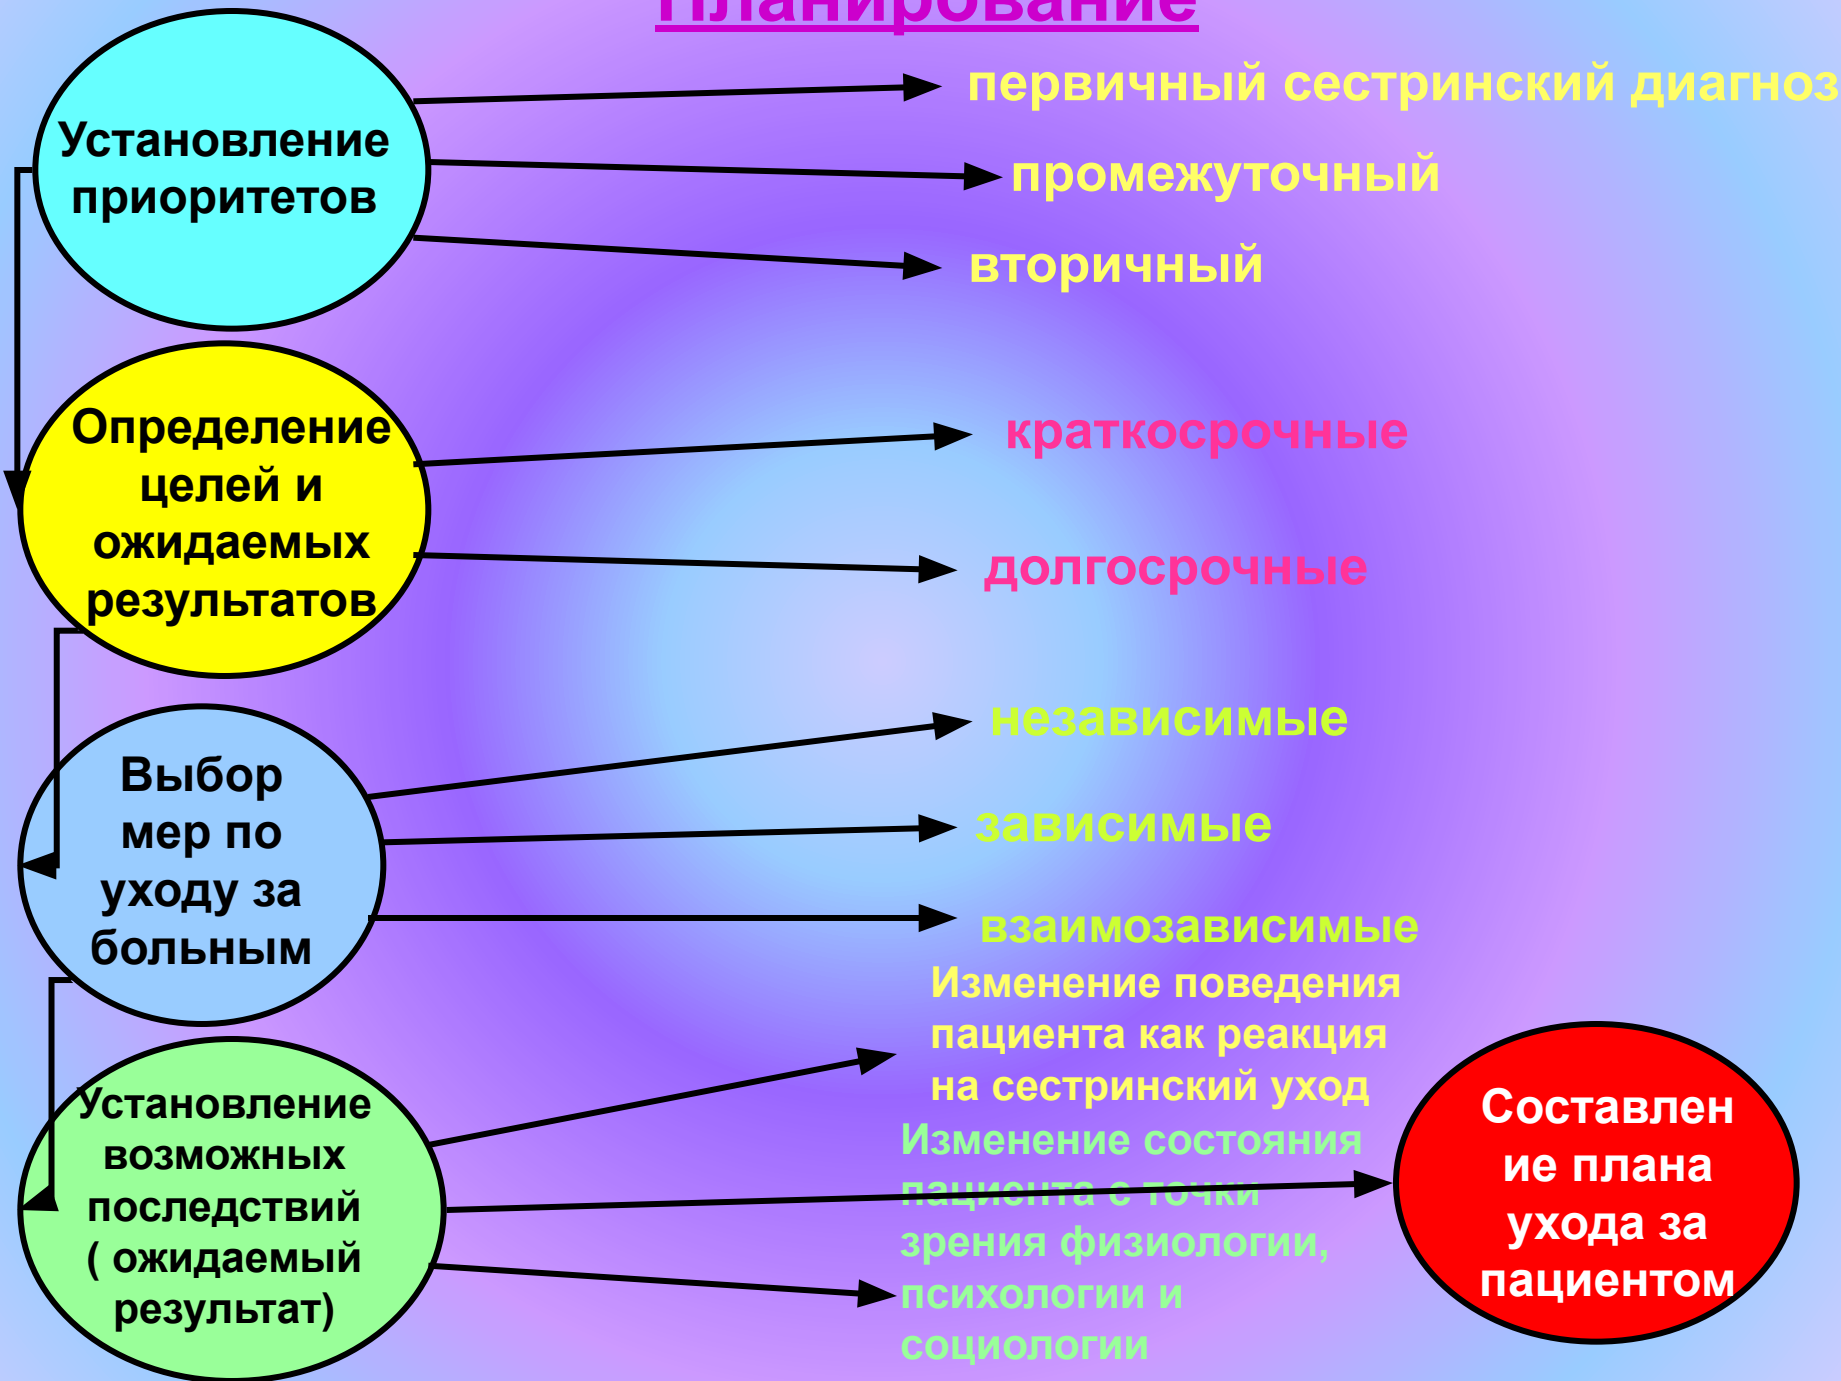 Планирование
Установление
приоритетов
первичный сестринский диагноз
промежуточный
вторичный
Определение
целей и
ожидаемых
результатов
краткосрочные
долгосрочные
Выбор
мер по
уходу за
больным
независимые
зависимые
взаимозависимые
Установление
возможных
последствий
( ожидаемый
результат)
Изменение поведения
пациента как реакция
на сестринский уход
Изменение состояния
пациента с точки
зрения физиологии,
психологии и
социологии
Составлен
ие плана
ухода за
пациентом